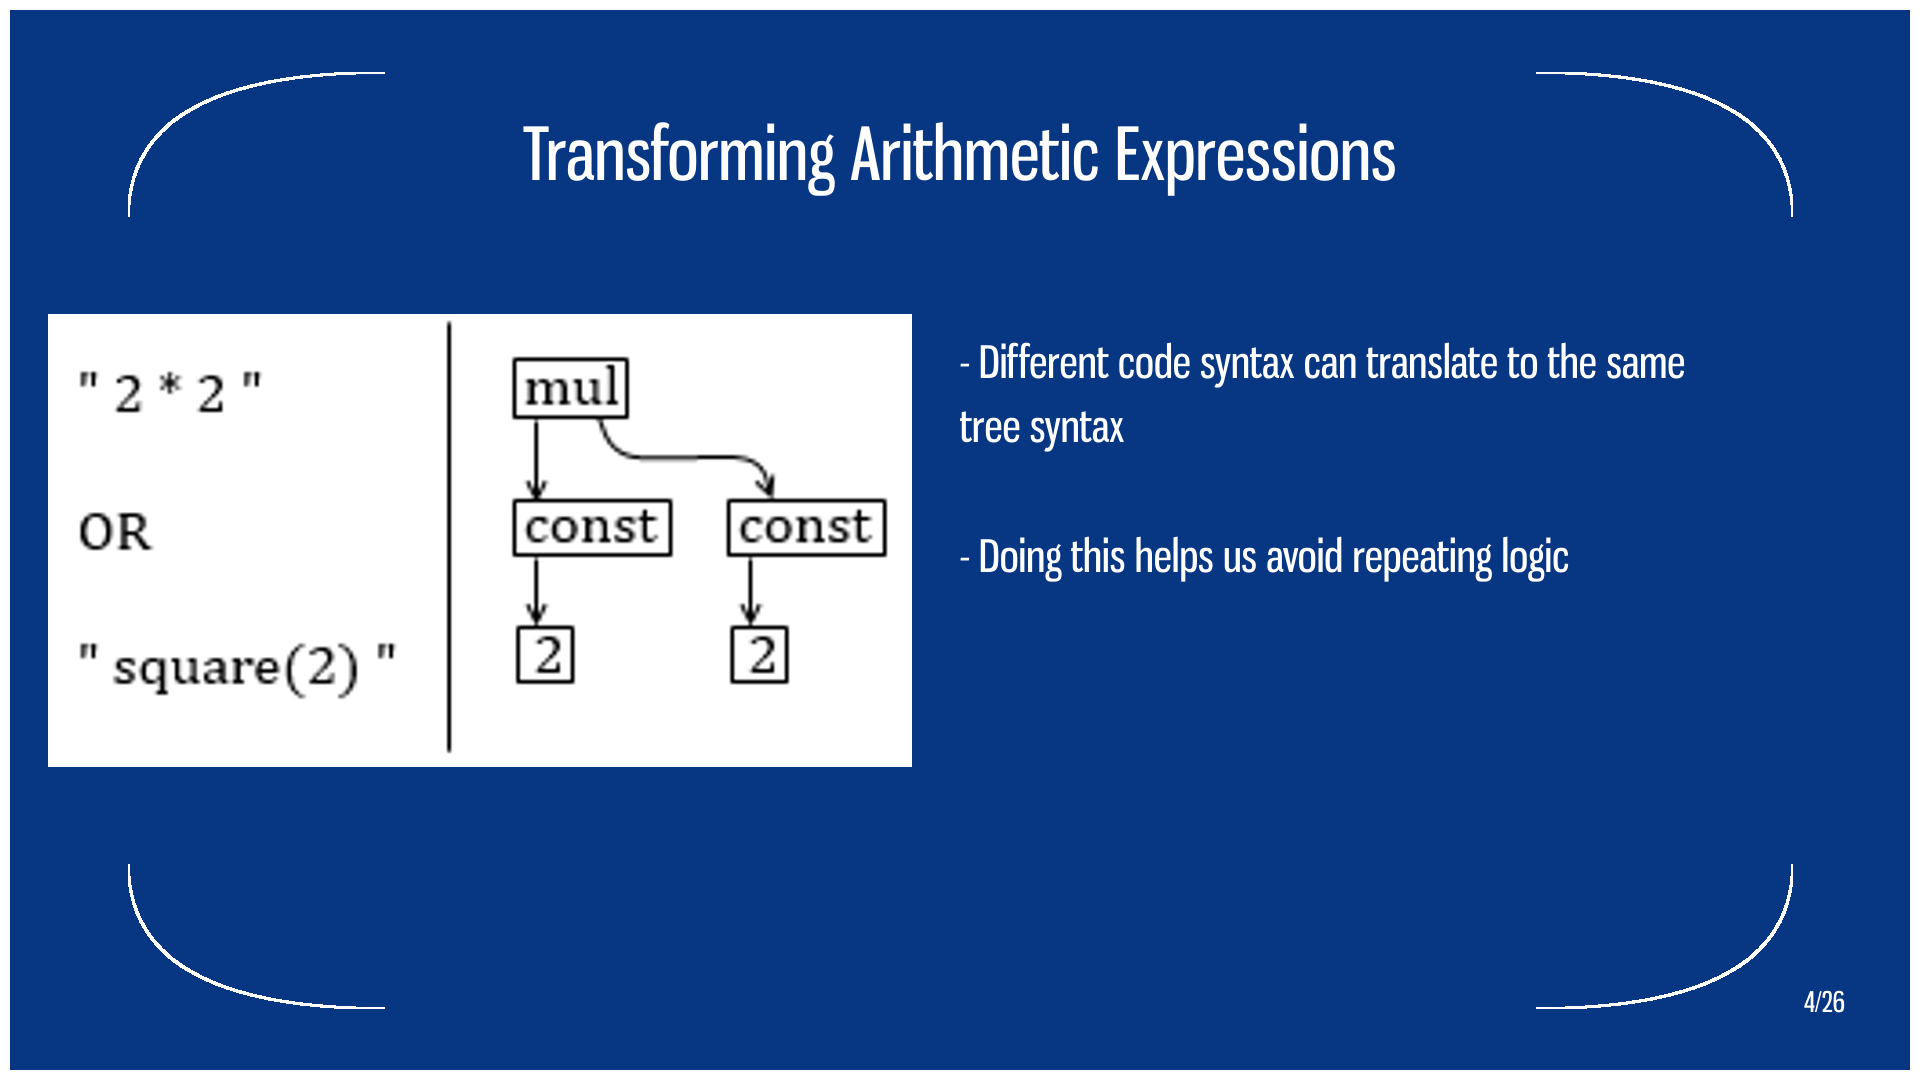 Transforming Arithmetic Expressions
" 2 * 2 "
OR
" square(2) "
mul
const const
2 2
- Different code syntax can translate to the same
tree syntax
- Doing this helps us avoid repeating logic
4/26